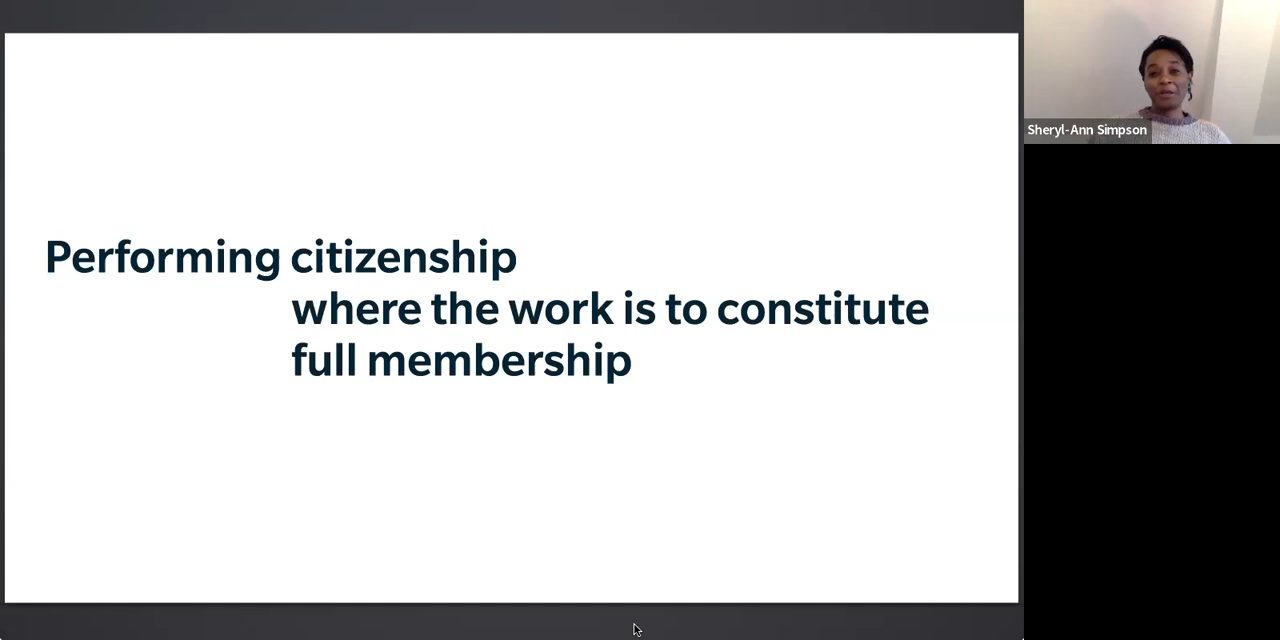 Performing citizenship
where the work is to constitute
full membership
Sheryl-Ann Simpson